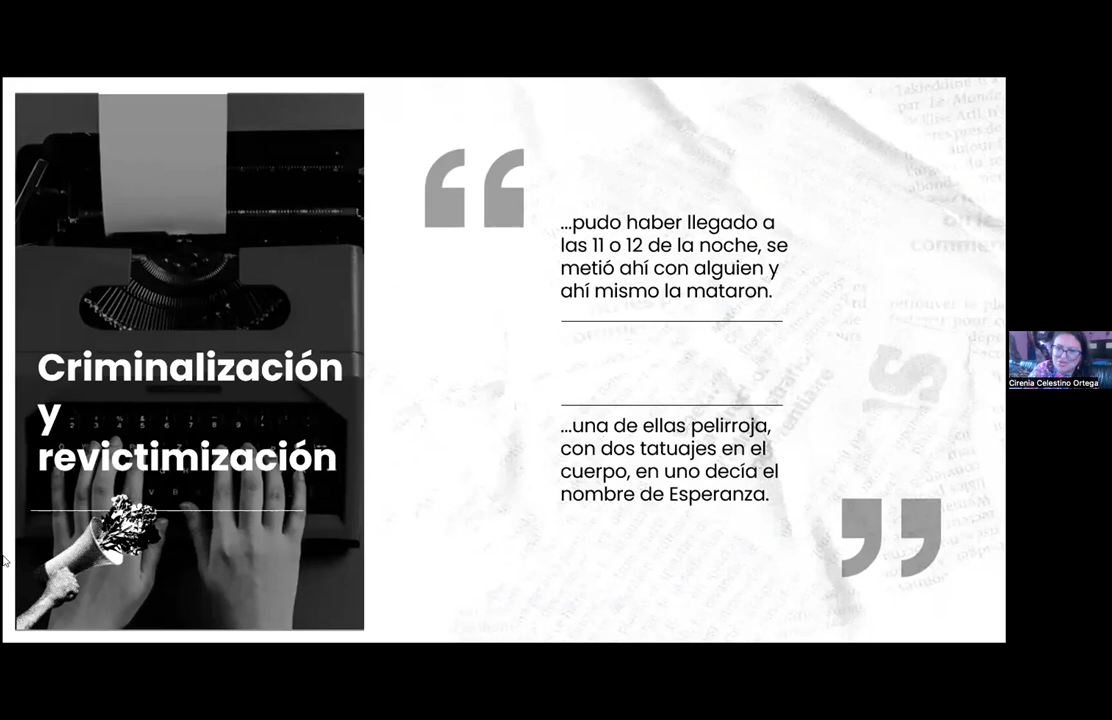 Criminalización
y
revictimización
...pudo haber llegado a
las 11 o 12 de la noche, se
metió ahí con alguien y
ahí mismo la mataron.
...una de ellas pelirroja,
con dos tatuajes en el
cuerpo, en uno decía el
nombre de Esperanza.
Cirenia Celestino Ortega